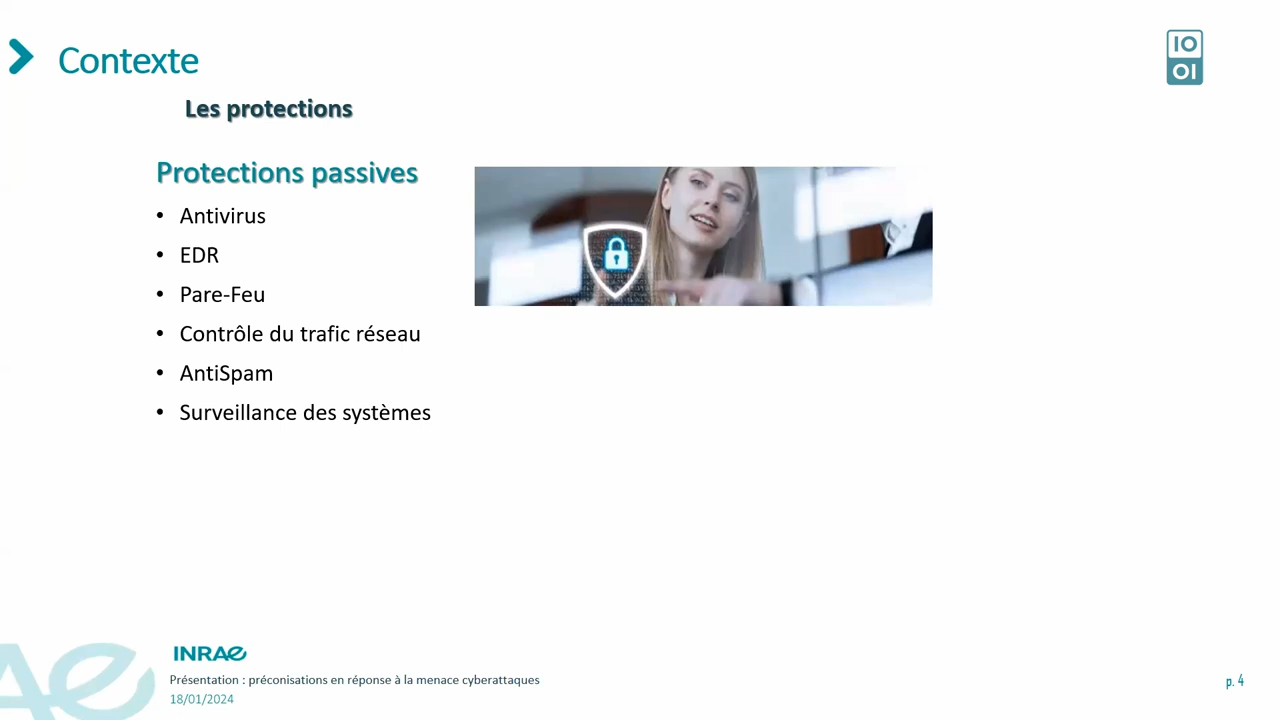 Contexte
IO
OI
Les protections
Protections passives
• Antivirus
• EDR
• Pare-Feu
• Contrôle du trafic réseau
• AntiSpam
• Surveillance des systèmes
INRAE
Présentation : préconisations en réponse à la menace cyberattaques
18/01/2024
p. 4